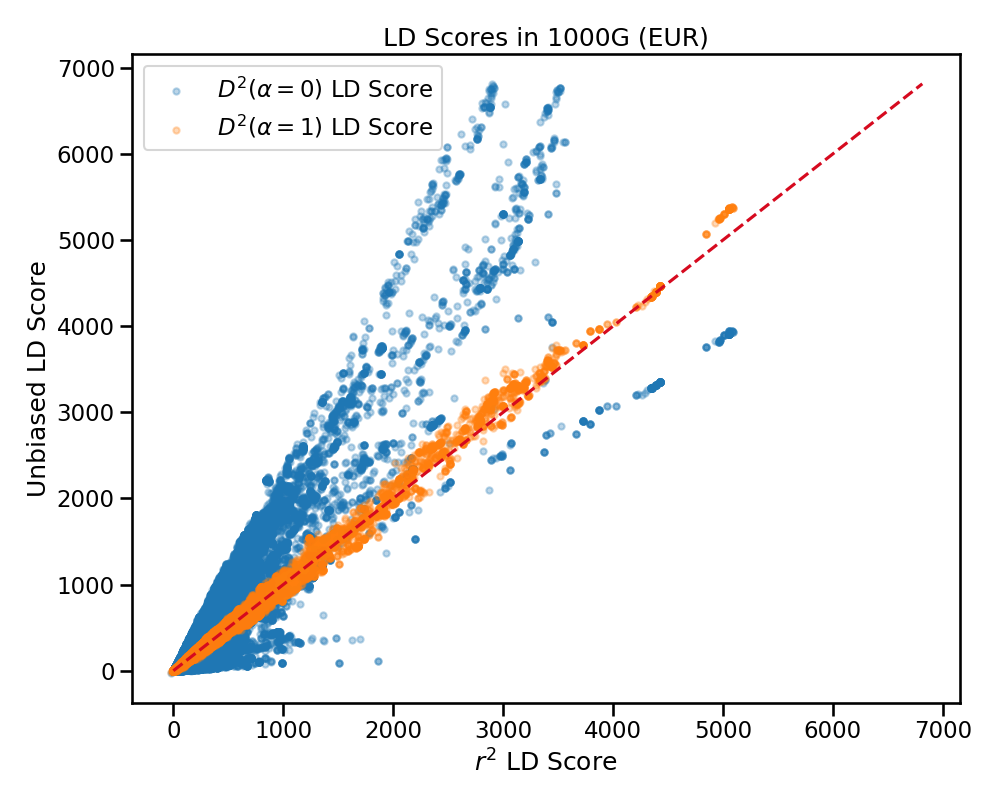 LD Scores in 1000G (EUR)
7000
6000
5000
4000
3000
2000
1000
0
Unbiased LD Score
D²(α = 0) LD Score
D²(α = 1) LD Score
0 1000 2000 3000 4000 5000 6000 7000
r² LD Score